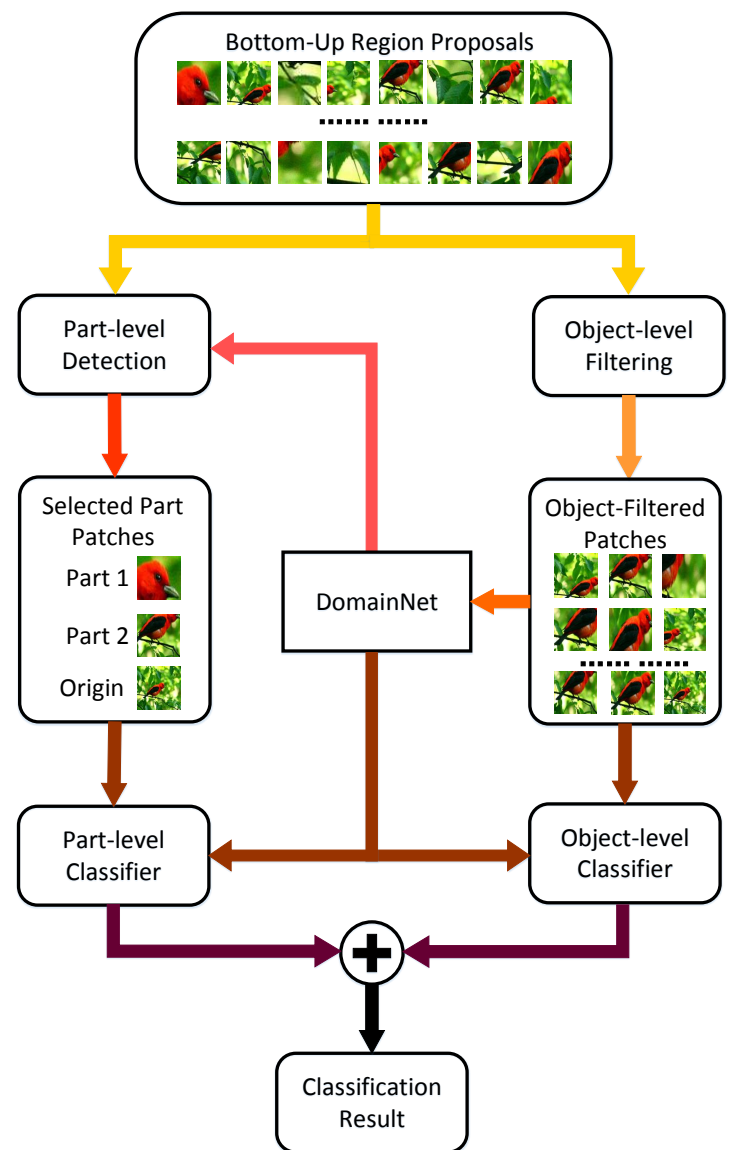 Bottom-Up Region Proposals
Part-level
Detection
Object-level
Filtering
Selected Part
Patches
Part 1
Part 2
Origin
DomainNet
Object-Filtered
Patches
Part-level
Classifier
Object-level
Classifier
Classification
Result